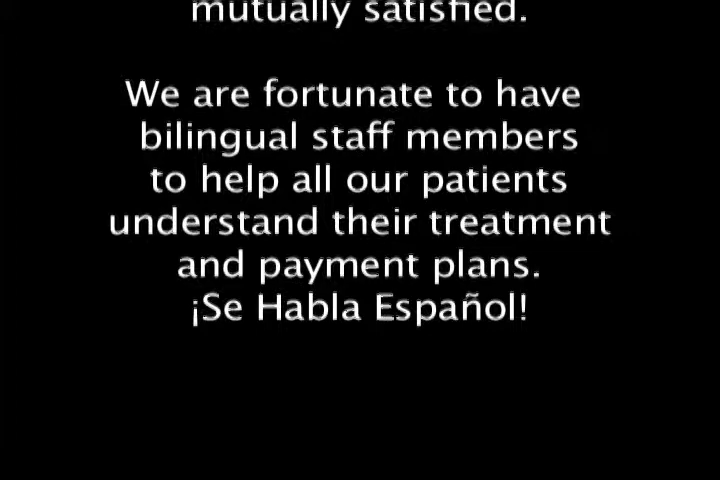 mutually satisfied.
We are fortunate to have
bilingual staff members
to help all our patients
understand their treatment
and payment plans.
¡Se Habla Español!